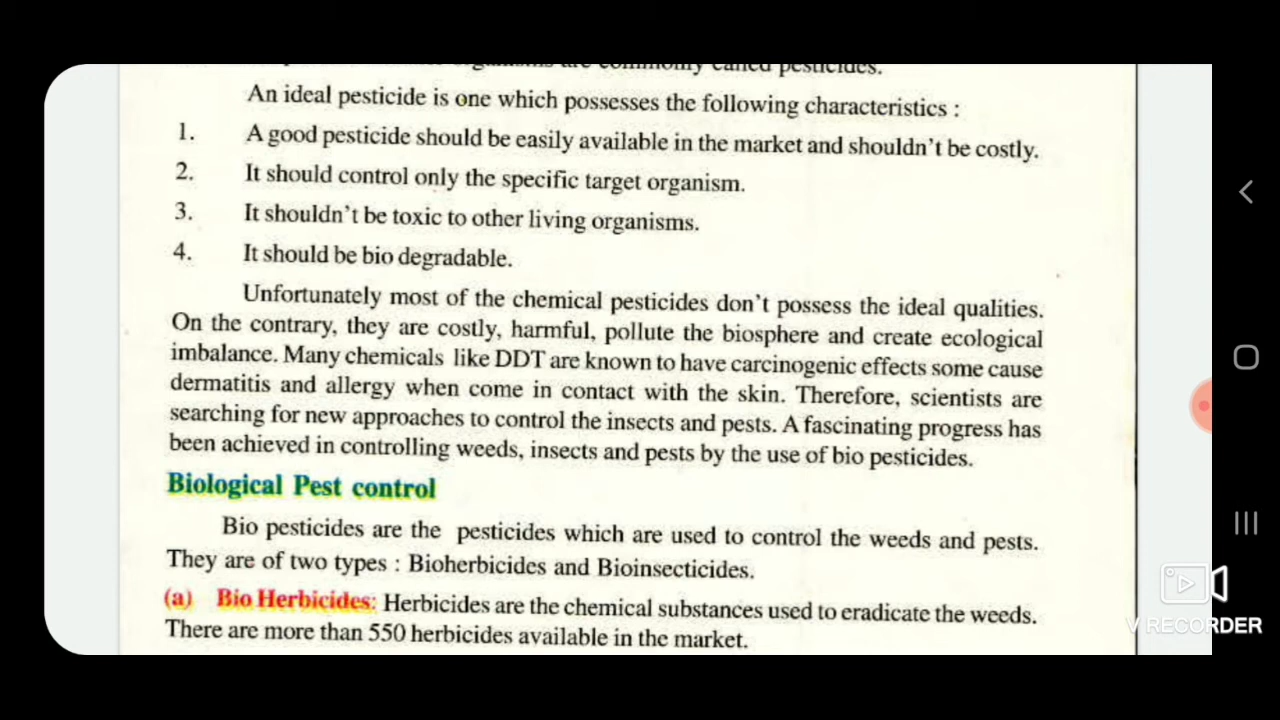 organisms are commonly called pesticides.
An ideal pesticide is one which possesses the following characteristics :
1. A good pesticide should be easily available in the market and shouldn't be costly.
2. It should control only the specific target organism.
3. It shouldn't be toxic to other living organisms.
4. It should be bio degradable.
Unfortunately most of the chemical pesticides don't possess the ideal qualities.
On the contrary, they are costly, harmful, pollute the biosphere and create ecological
imbalance. Many chemicals like DDT are known to have carcinogenic effects some cause
dermatitis and allergy when come in contact with the skin. Therefore, scientists are
searching for new approaches to control the insects and pests. A fascinating progress has
been achieved in controlling weeds, insects and pests by the use of bio pesticides.
Biological Pest control
Bio pesticides are the pesticides which are used to control the weeds and pests.
They are of two types : Bioherbicides and Bioinsecticides.
(a) Bio Herbicides: Herbicides are the chemical substances used to eradicate the weeds.
There are more than 550 herbicides available in the market.
V RECORDER